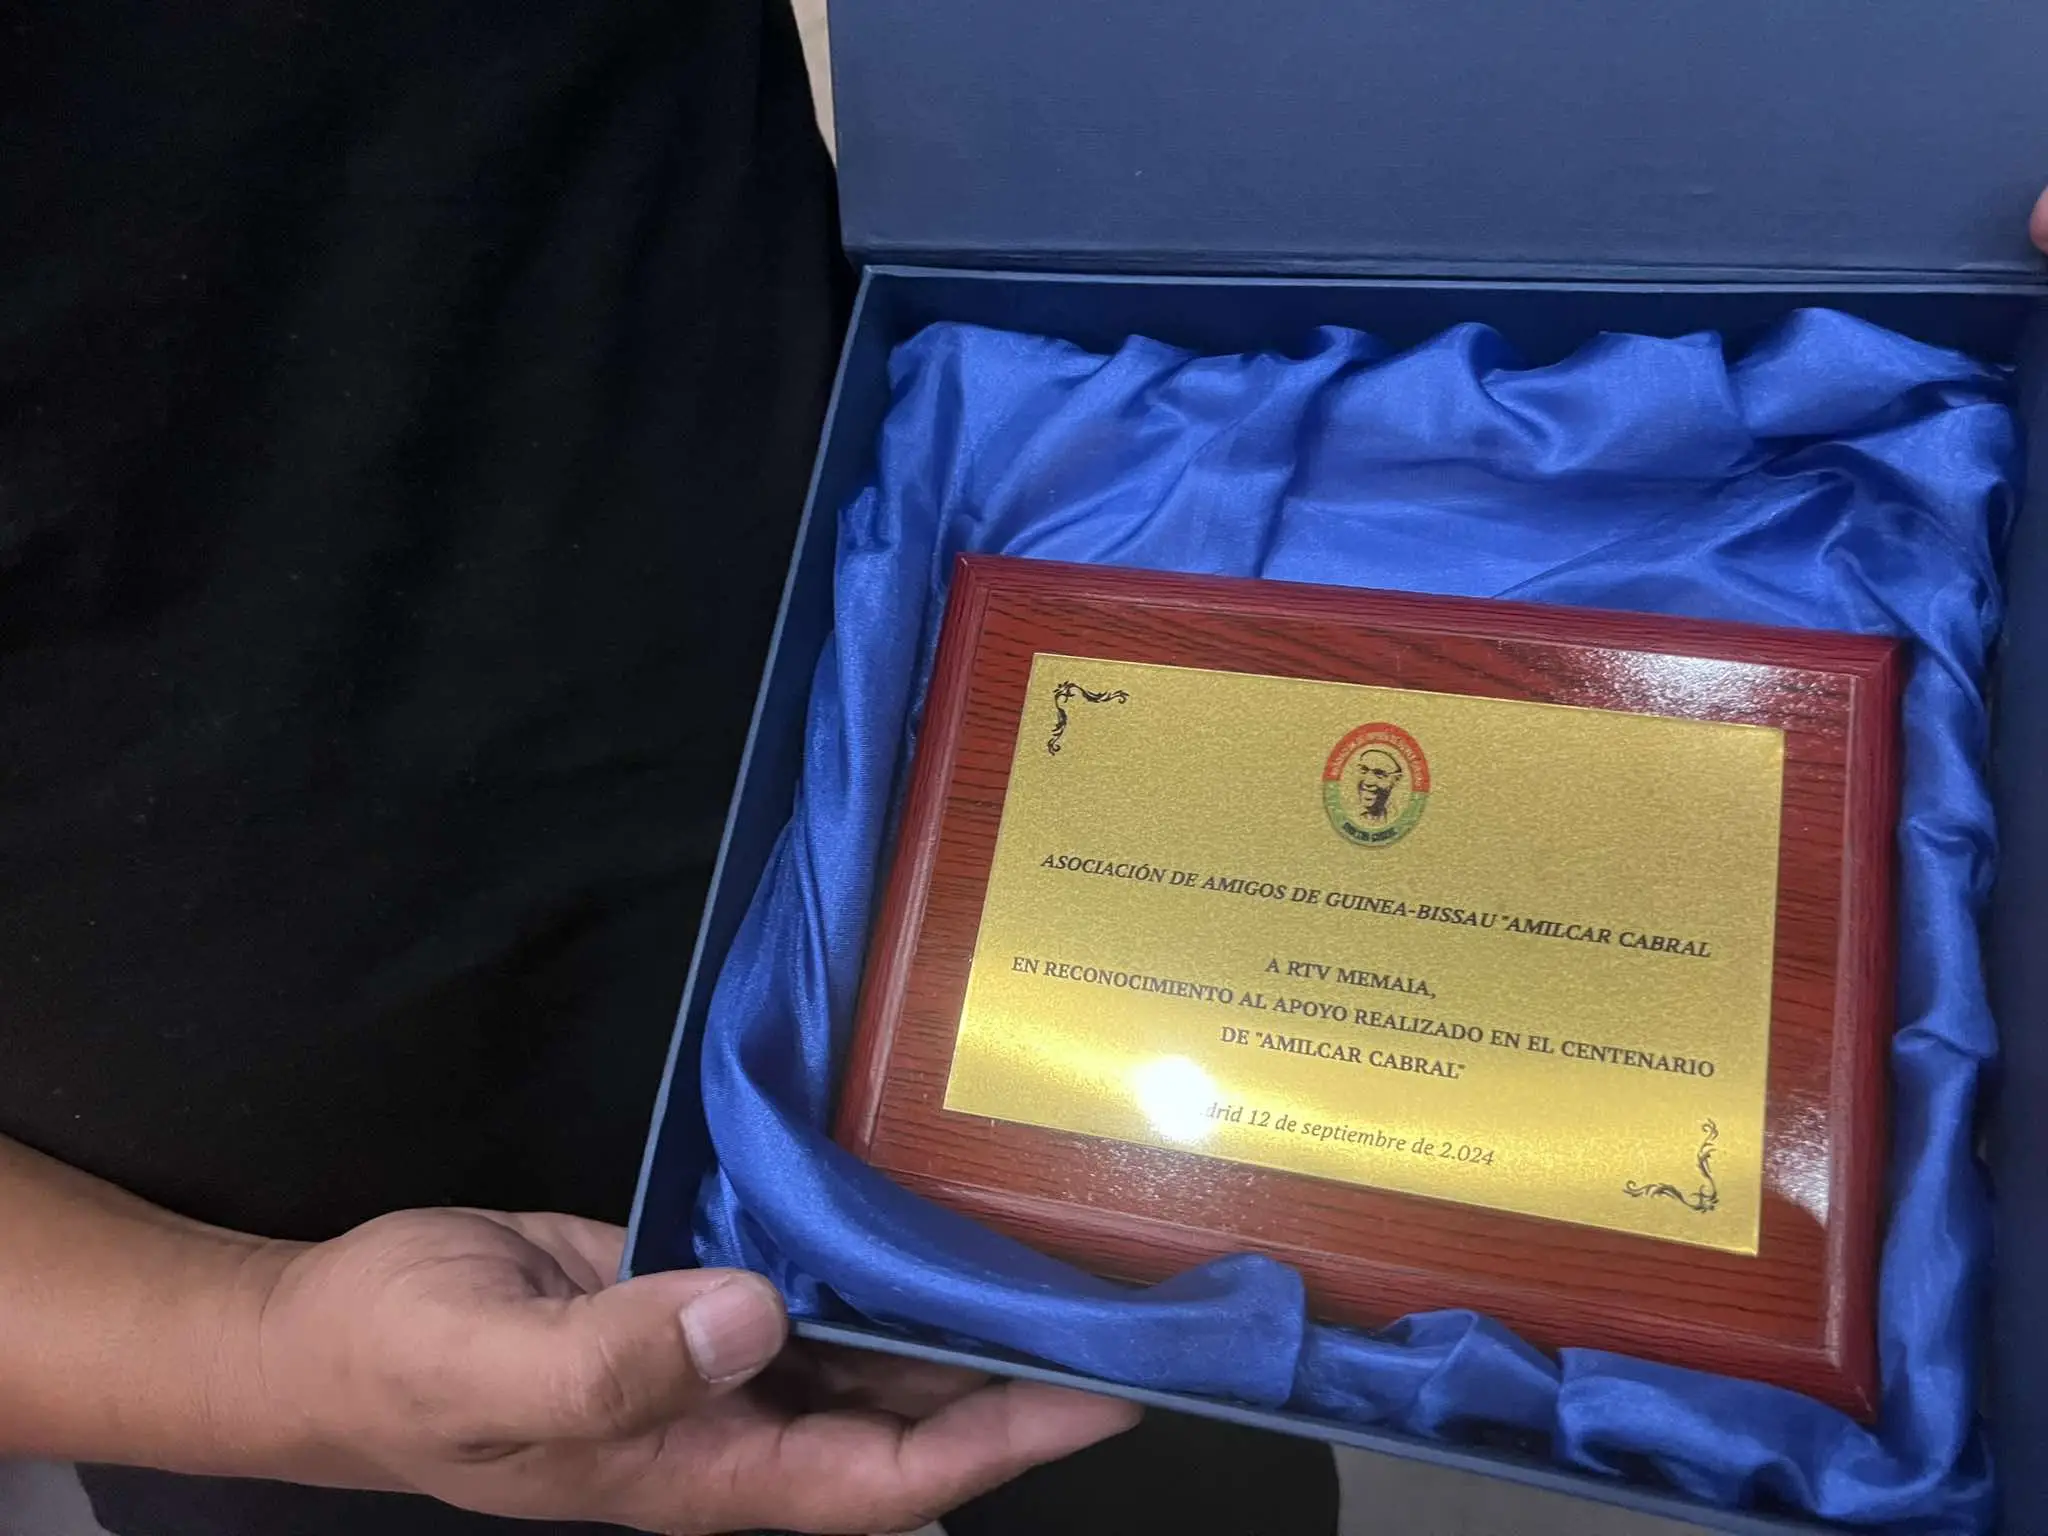 ASOCIACIÓN DE AMIGOS DE GUINEA-BISSAU "AMILCAR CABRAL
A RTV MEMAIA,
EN RECONOCIMIENTO AL APOYO REALIZADO EN EL CENTENARIO
DE "AMILCAR CABRAL"
12 de septiembre de 2.024